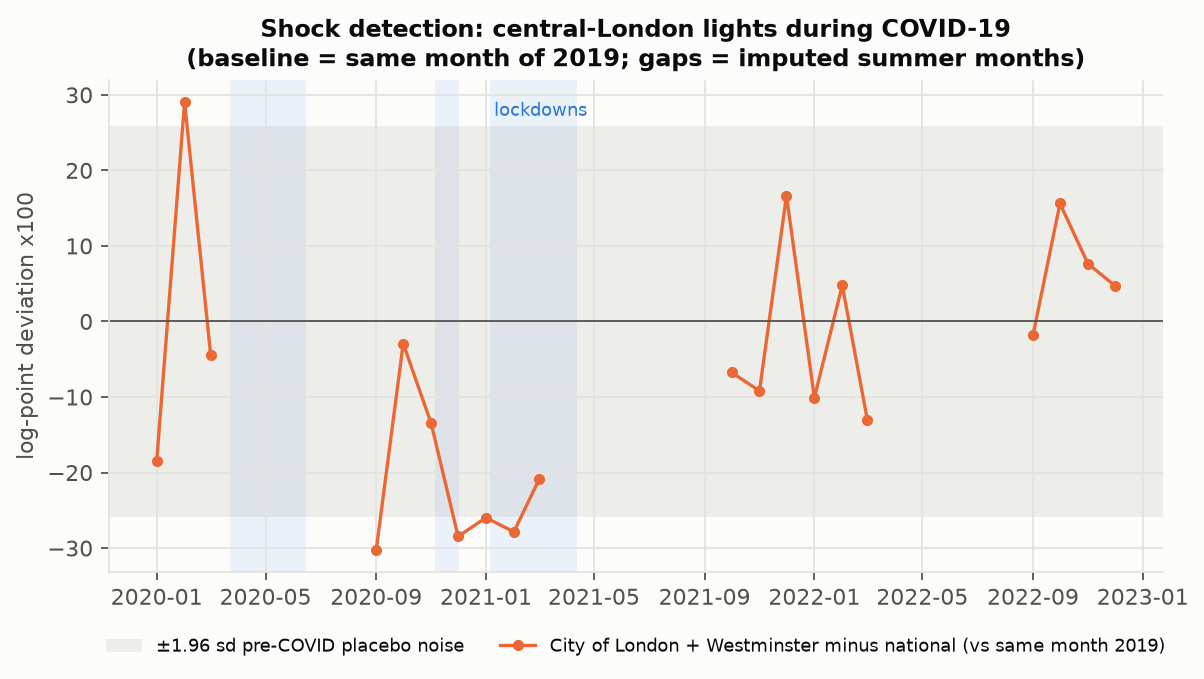 Shock detection: central-London lights during COVID-19
(baseline = same month of 2019; gaps = imputed summer months)
lockdowns
log-point deviation x100
30
20
10
0
−10
−20
−30
2020-01 2020-05 2020-09 2021-01 2021-05 2021-09 2022-01 2022-05 2022-09 2023-01
±1.96 sd pre-COVID placebo noise
City of London + Westminster minus national (vs same month 2019)